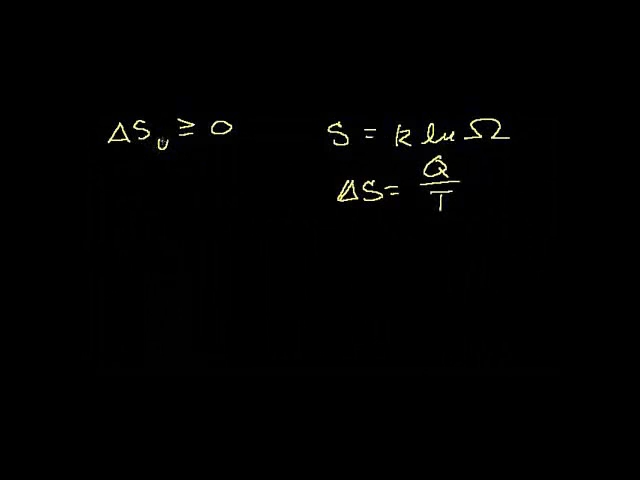 ΔS_u ≥ 0
S = k ln Ω
ΔS = Q/T